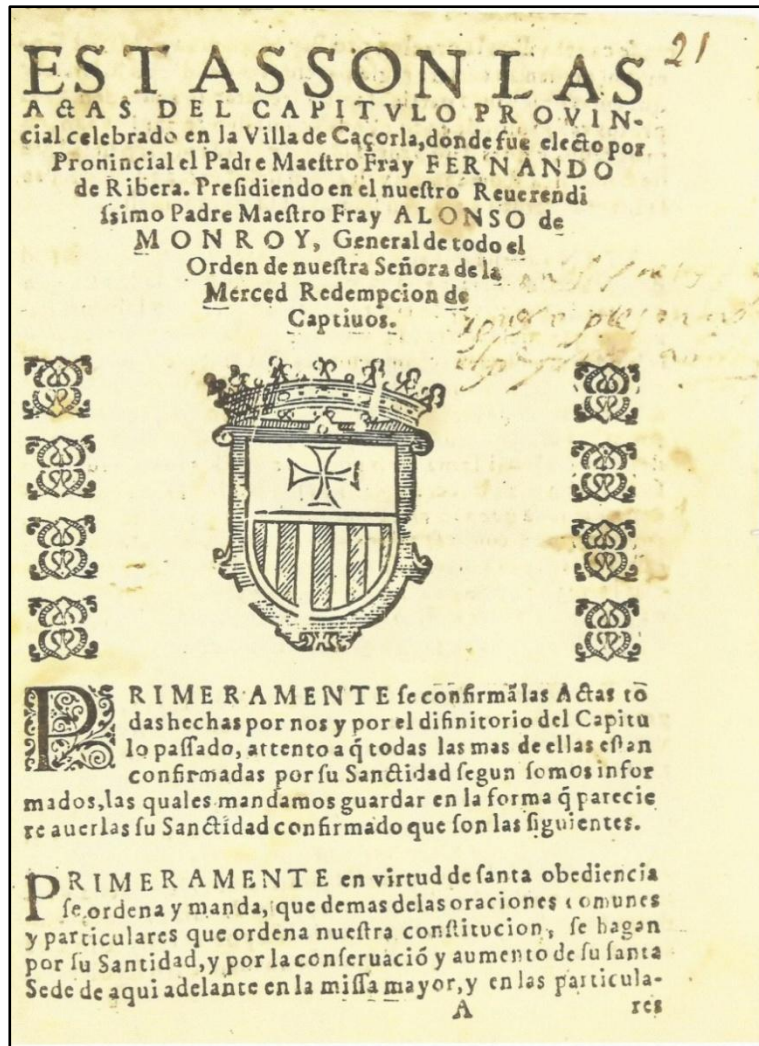 21
ESTASSON LAS
ACtAS DEL CAPITVLO PROVIN-
cial celebrado en la Villa de Caçorla, donde fue electo por
Prouincial el Padre Maeſtro Fray FERNANDO
de Ribera. Preſidiendo en el nueſtro Reuerendi
ſsimo Padre Maeſtro Fray ALONSO de
MONROY, General de todo el
Orden de nueſtra Señora de la
Merced Redempcion de
Captiuos.
PRIMERAMENTE ſe confirmã las Actas to
das hechas por nos y por el difinitorio del Capitu
lo paſſado, attento a q̃ todas las mas de ellas eſtan
confirmadas por ſu Sanctidad ſegun ſomos infor
mados, las quales mandamos guardar en la forma q̃ parecie
re auerlas ſu Sanctidad confirmado que ſon las ſiguientes.
PRIMERAMENTE en virtud de ſanta obediencia
ſe ordena y manda, que demas delas oraciones comunes
y particulares que ordena nueſtra conſtitucion, ſe hagan
por ſu Santidad, y por la conſeruació y aumento de ſu ſanta
Sede de aqui adelante en la miſſa mayor, y en las particula-
A res